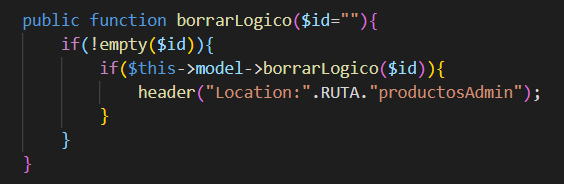 public function borrarLogico($id=""){
if(!empty($id)){
if($this->model->borrarLogico($id)){
header("Location:".RUTA."productosAdmin");
}
}
}